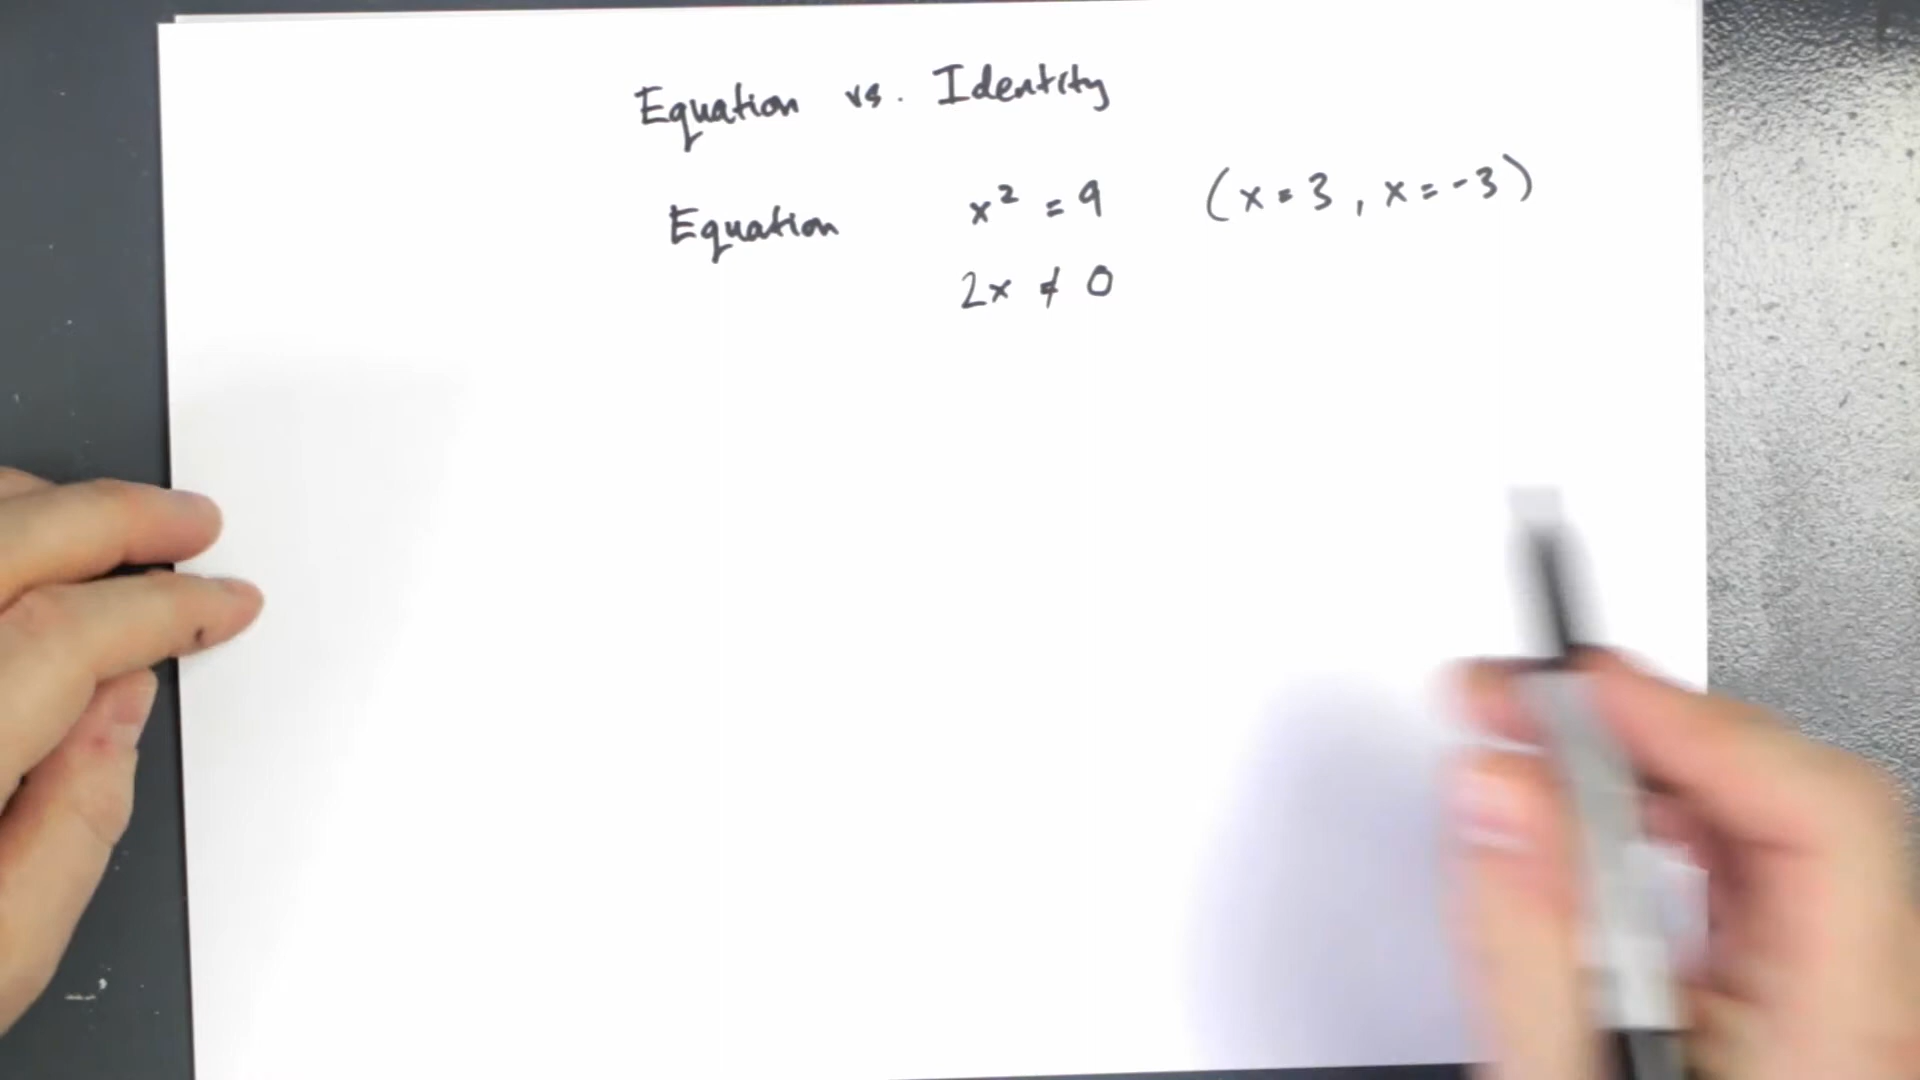 Equation vs. Identity
Equation x² = 9 (x = 3, x = -3)
2x ≠ 0